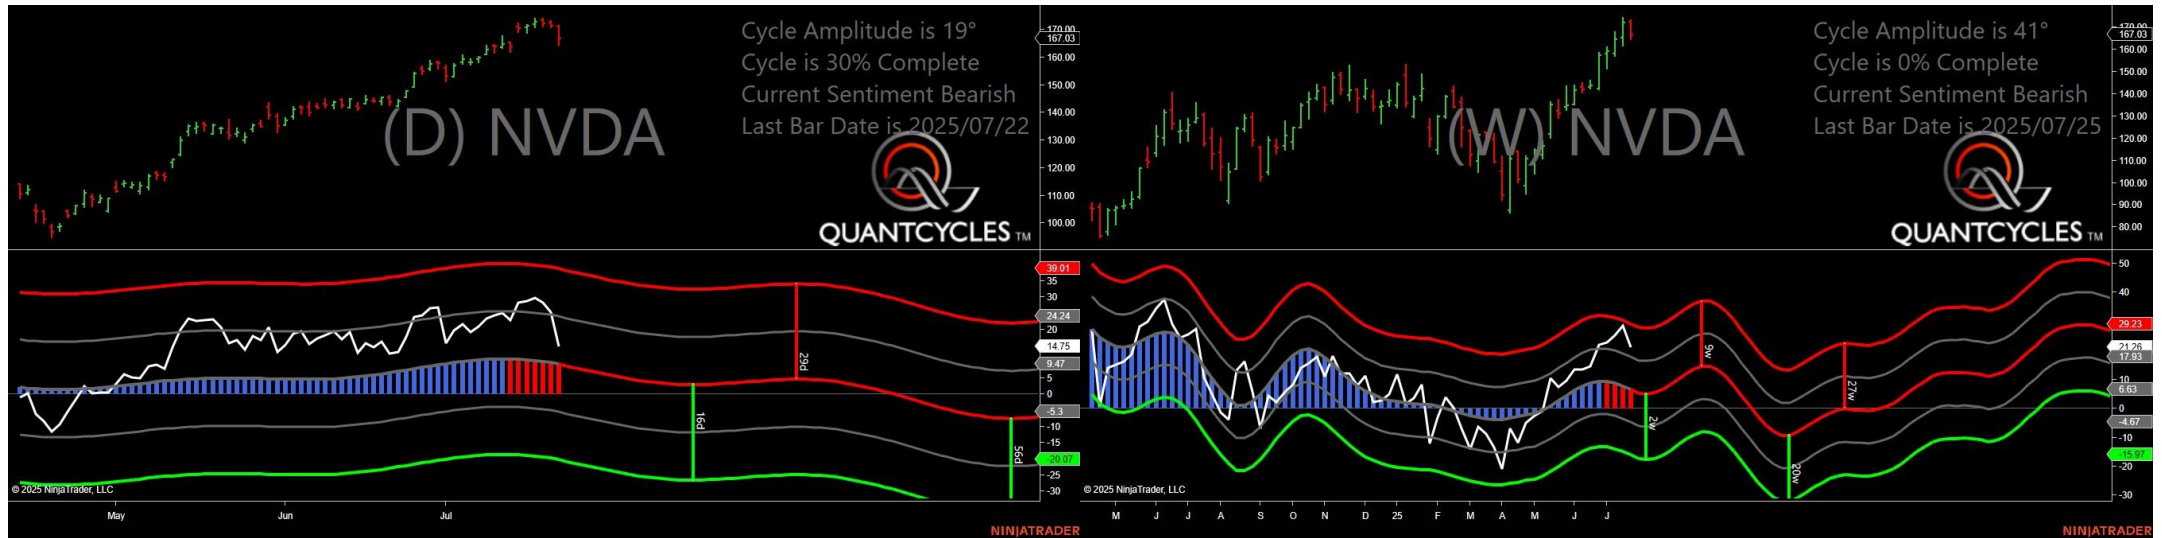 Cycle Amplitude is 19°
Cycle is 30% Complete
Current Sentiment Bearish
Last Bar Date is 2025/07/22
(D) NVDA
QUANTCYCLES TM
170.00
167.03
160.00
150.00
140.00
130.00
120.00
110.00
100.00
39.01
35
30
24.24
20
14.75
9.47
5
0
-5.3
-10
-15
-20.07
-25
-30
29d
16d
56d
© 2025 NinjaTrader, LLC
May
Jun
Jul
NINJATRADER
Cycle Amplitude is 41°
Cycle is 0% Complete
Current Sentiment Bearish
Last Bar Date is 2025/07/25
(W) NVDA
QUANTCYCLES TM
170.00
167.03
160.00
150.00
140.00
130.00
120.00
110.00
100.00
90.00
80.00
50
40
29.23
21.26
17.93
10
6.63
0
-4.67
-10
-15.97
-20
-30
9w
2w
27w
20w
© 2025 NinjaTrader, LLC
M
J
J
A
S
O
N
D
25
F
M
A
M
J
J
NINJATRADER